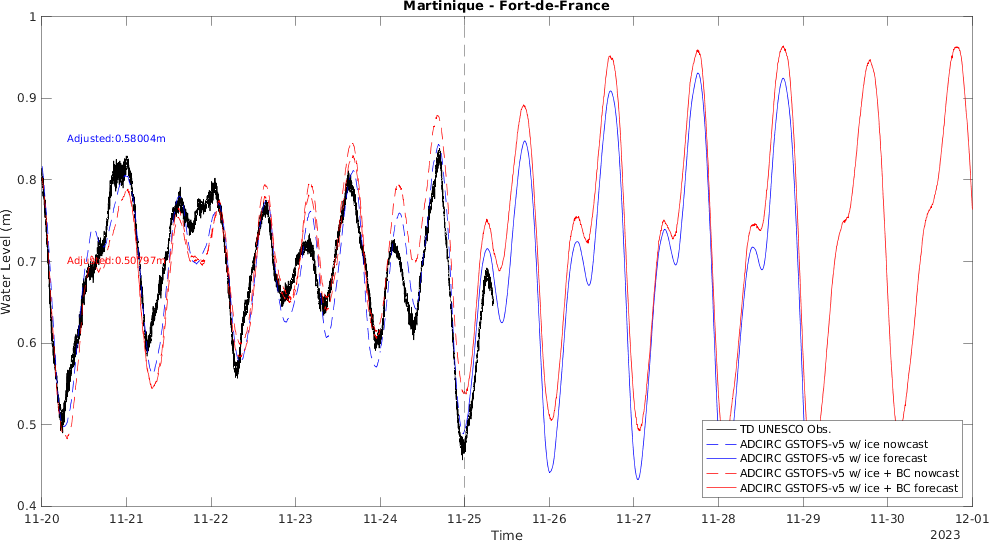 Martinique - Fort-de-France
1
0.9
0.8
0.7
0.6
0.5
0.4
Water Level (m)
Adjusted:0.58004m
Adjusted:0.50797m
TD UNESCO Obs.
ADCIRC GSTOFS-v5 w/ ice nowcast
ADCIRC GSTOFS-v5 w/ ice forecast
ADCIRC GSTOFS-v5 w/ ice + BC nowcast
ADCIRC GSTOFS-v5 w/ ice + BC forecast
11-20 11-21 11-22 11-23 11-24 11-25 11-26 11-27 11-28 11-29 11-30 12-01
Time
2023